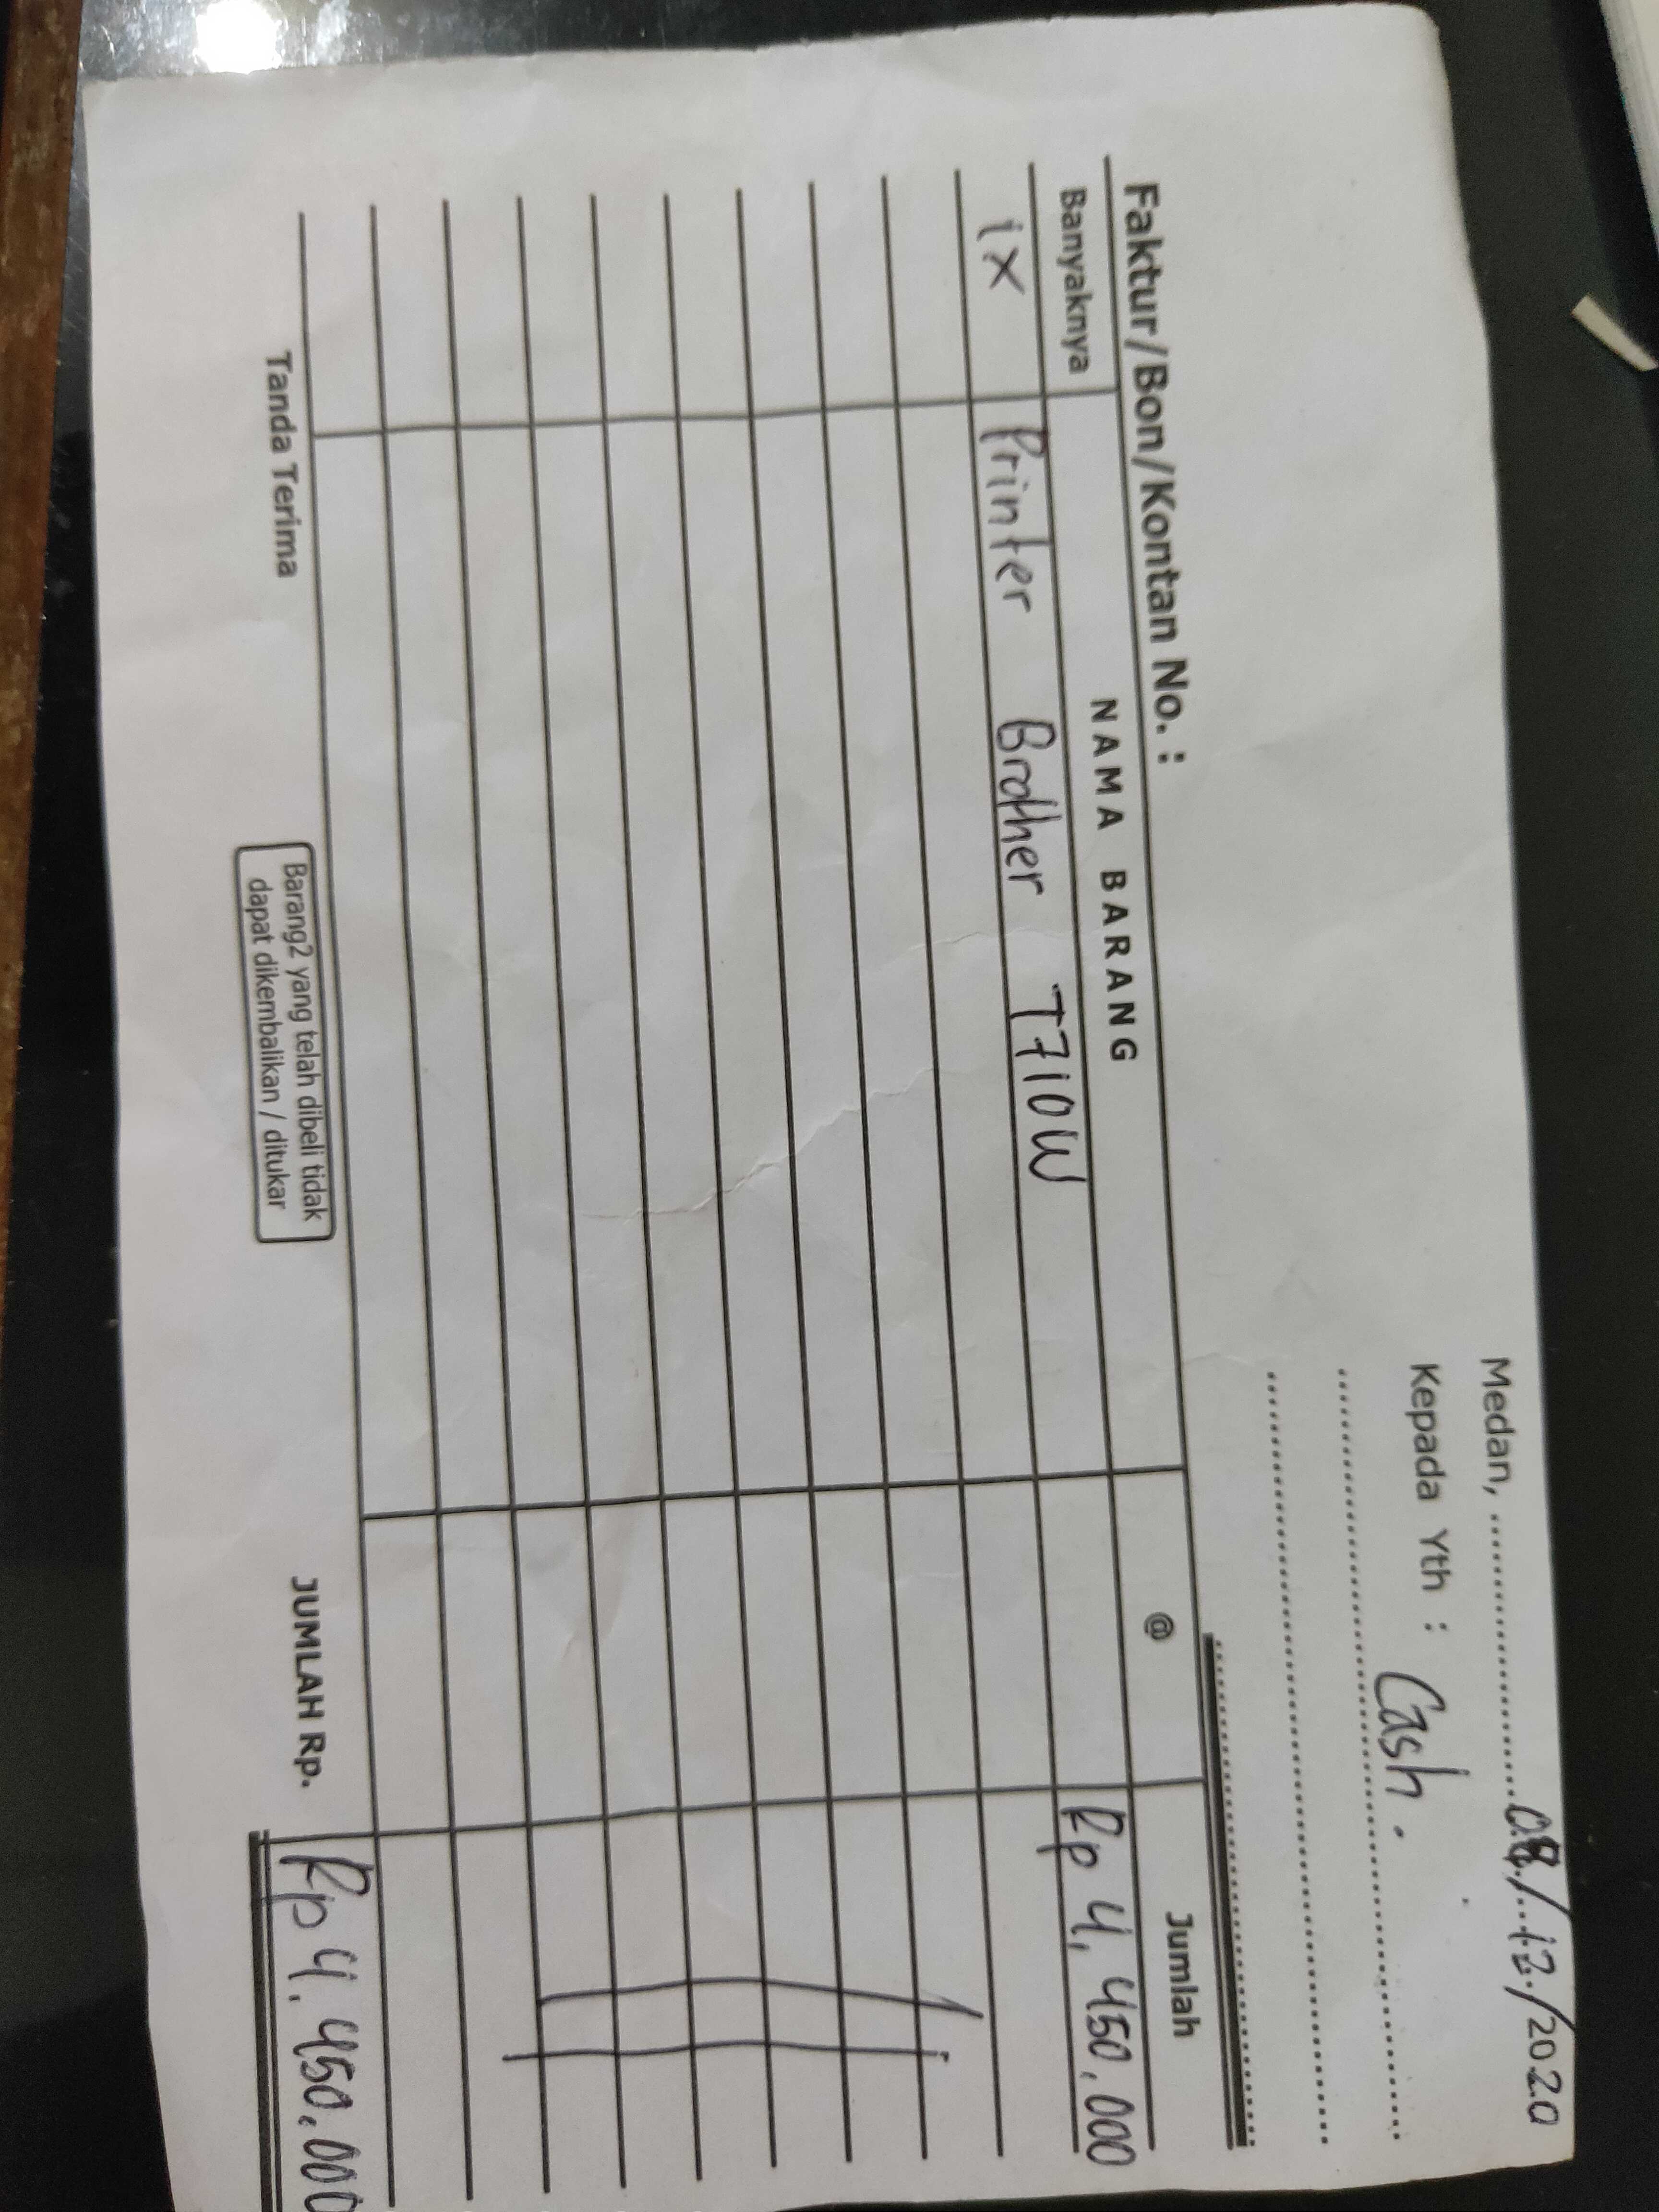 Medan, 08/12/2020
Kepada Yth : Cash.
Faktur/Bon/Kontan No. :
Banyaknya NAMA BARANG @ Jumlah
1x Printer Brother T710W Rp 4.450.000
Tanda Terima JUMLAH Rp. Rp 4.450.000
Barang2 yang telah dibeli tidak
dapat dikembalikan / ditukar